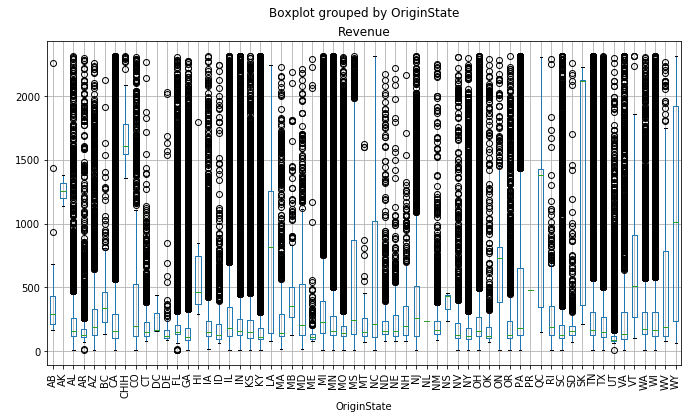 Boxplot grouped by OriginState
Revenue
2000
1500
1000
500
0
AB AK AL AR AZ BC CA CHIH CO CT DC DE FL GA HI IA ID IL IN KS KY LA MA MB MD ME MI MN MO MS MT NC ND NE NH NJ NL NM NS NV NY OH OK ON OR PA PR QC RI SC SD SK TN TX UT VA VT WA WI WV WY
OriginState